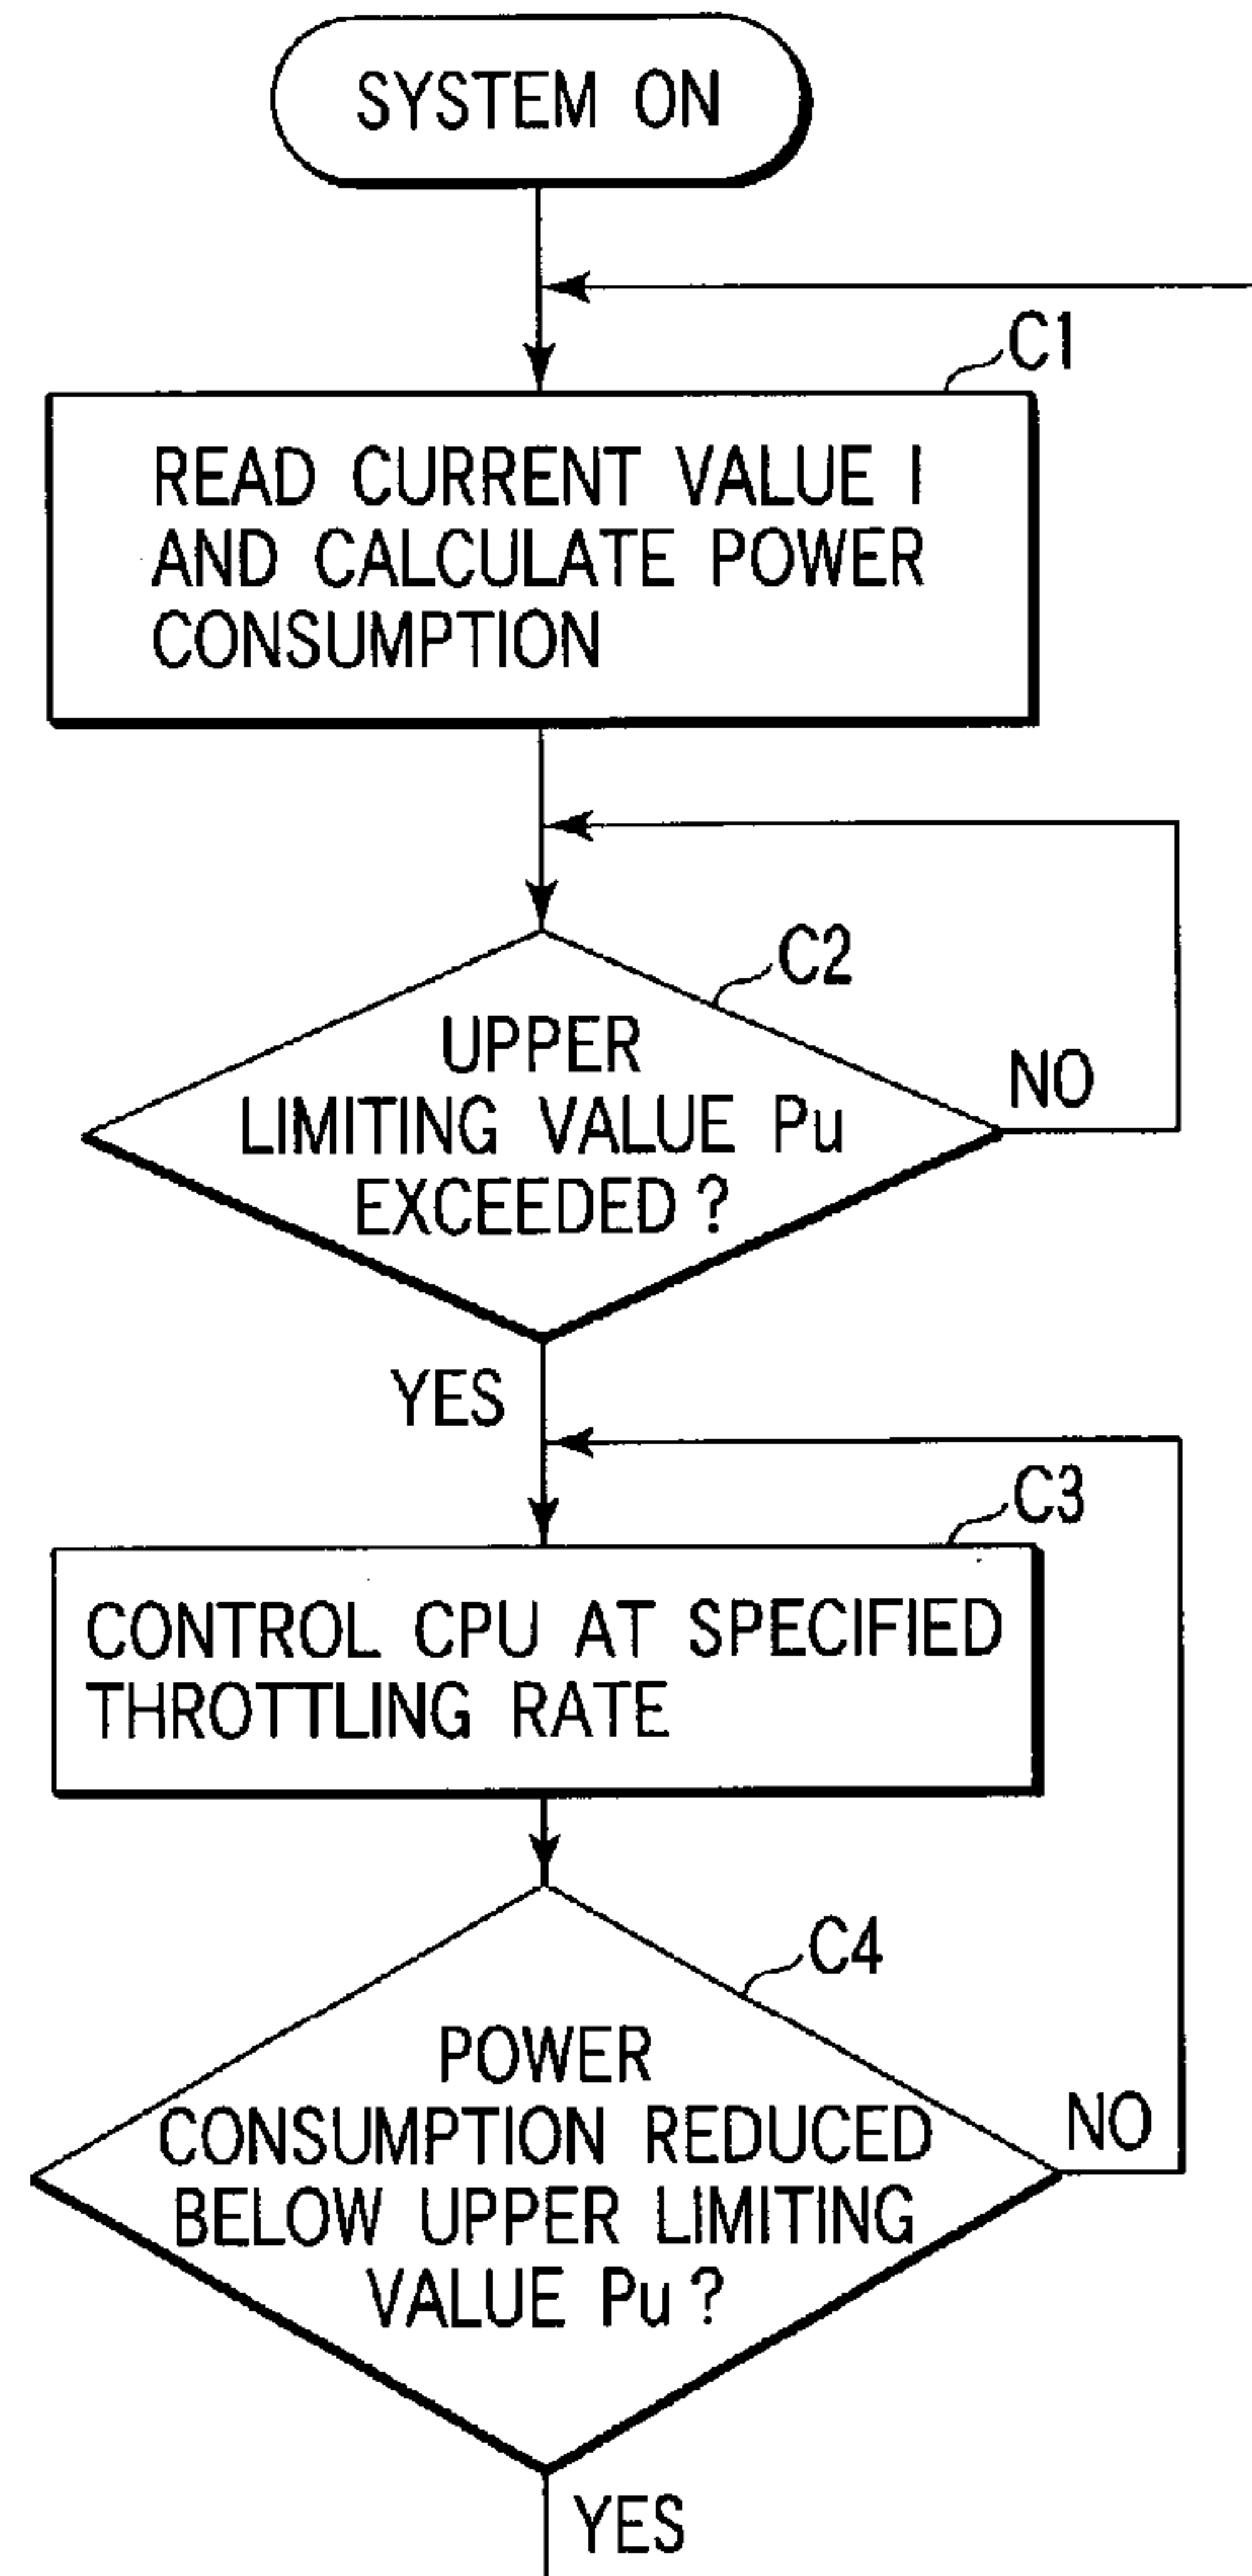 SYSTEM ON
C1
READ CURRENT VALUE I
AND CALCULATE POWER
CONSUMPTION
C2
UPPER
LIMITING VALUE Pu
EXCEEDED ?
NO
YES
C3
CONTROL CPU AT SPECIFIED
THROTTLING RATE
C4
POWER
CONSUMPTION REDUCED
BELOW UPPER LIMITING
VALUE Pu ?
NO
YES